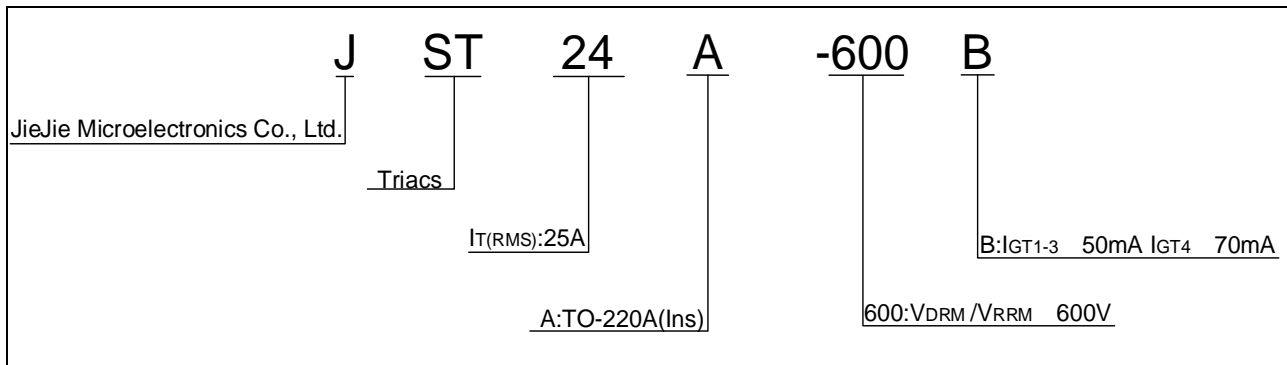 J ST 24 A -600 B
JieJie Microelectronics Co., Ltd.
Triacs
IT(RMS):25A
B:IGT1-3 50mA IGT4 70mA
A:TO-220A(Ins)
600:VDRM /VRRM 600V